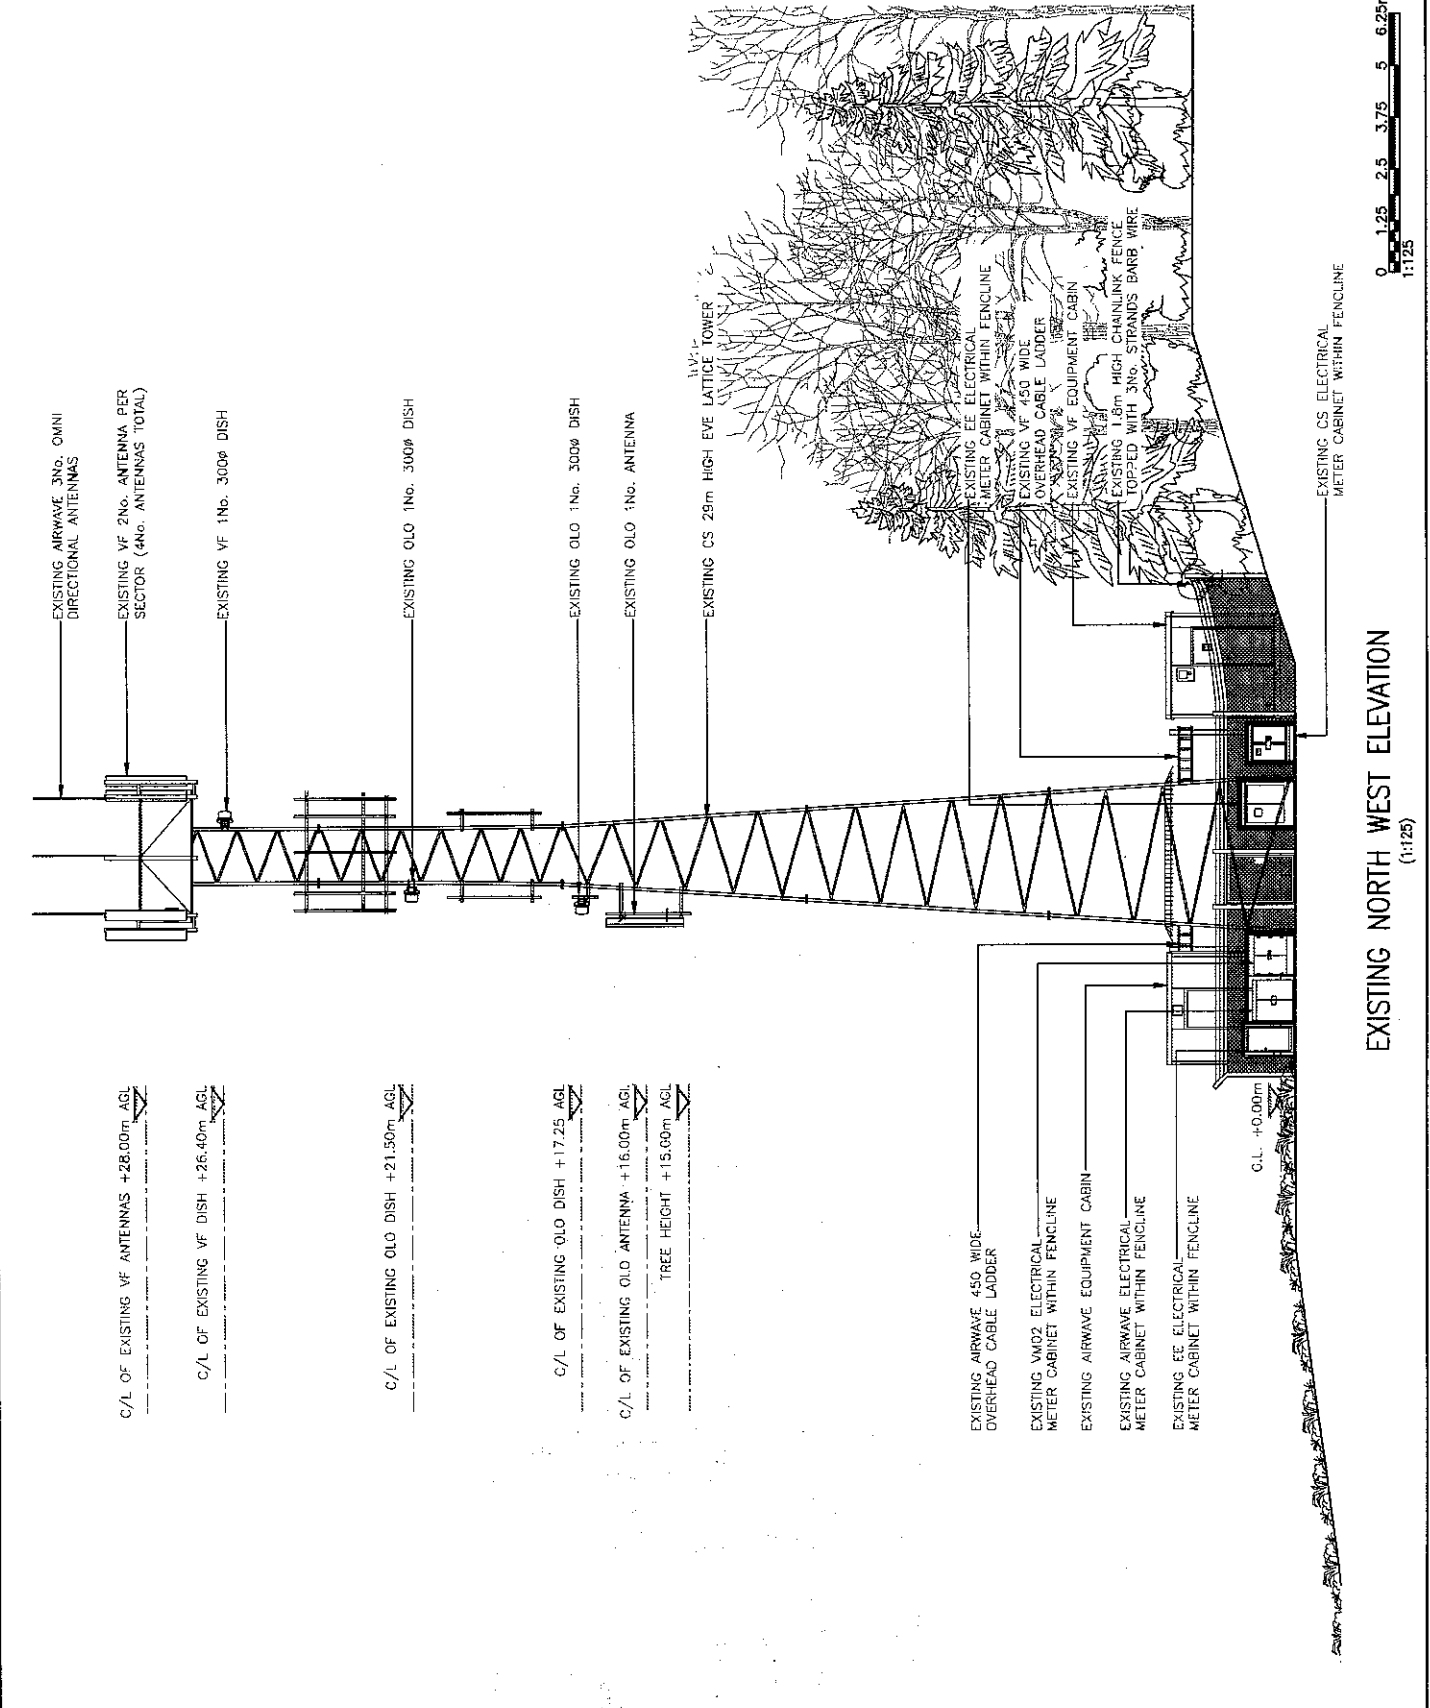 EXISTING AIRWAVE 3No. OMNI
DIRECTIONAL ANTENNAS
EXISTING VF 2No. ANTENNA PER
SECTOR (4No. ANTENNAS TOTAL)
EXISTING VF 1No. 300ø DISH
EXISTING OLO 1No. 300ø DISH
EXISTING OLO 1No. 300ø DISH
EXISTING OLO 1No. ANTENNA
EXISTING CS 29m HIGH EVE LATTICE TOWER
EXISTING EE ELECTRICAL
METER CABINET WITHIN FENCLINE
EXISTING VF 450 WIDE
OVERHEAD CABLE LADDER
EXISTING VF EQUIPMENT CABIN
EXISTING 1.8m HIGH CHAINLINK FENCE
TOPPED WITH 3No. STRANDS BARB WIRE
EXISTING CS ELECTRICAL
METER CABINET WITHIN FENCLINE
C/L OF EXISTING VF ANTENNAS +28.00m AGL
C/L OF EXISTING VF DISH +26.40m AGL
C/L OF EXISTING OLO DISH +21.50m AGL
C/L OF EXISTING OLO DISH +17.25 AGL
C/L OF EXISTING OLO ANTENNA +16.00m AGL
TREE HEIGHT +15.00m AGL
EXISTING AIRWAVE 450 WIDE
OVERHEAD CABLE LADDER
EXISTING VMO2 ELECTRICAL
METER CABINET WITHIN FENCLINE
EXISTING AIRWAVE EQUIPMENT CABIN
EXISTING AIRWAVE ELECTRICAL
METER CABINET WITHIN FENCLINE
EXISTING EE ELECTRICAL
METER CABINET WITHIN FENCLINE
G.L. +0.00m
EXISTING NORTH WEST ELEVATION
(1:125)
0 1.25 2.5 3.75 5 6.25m
1:125